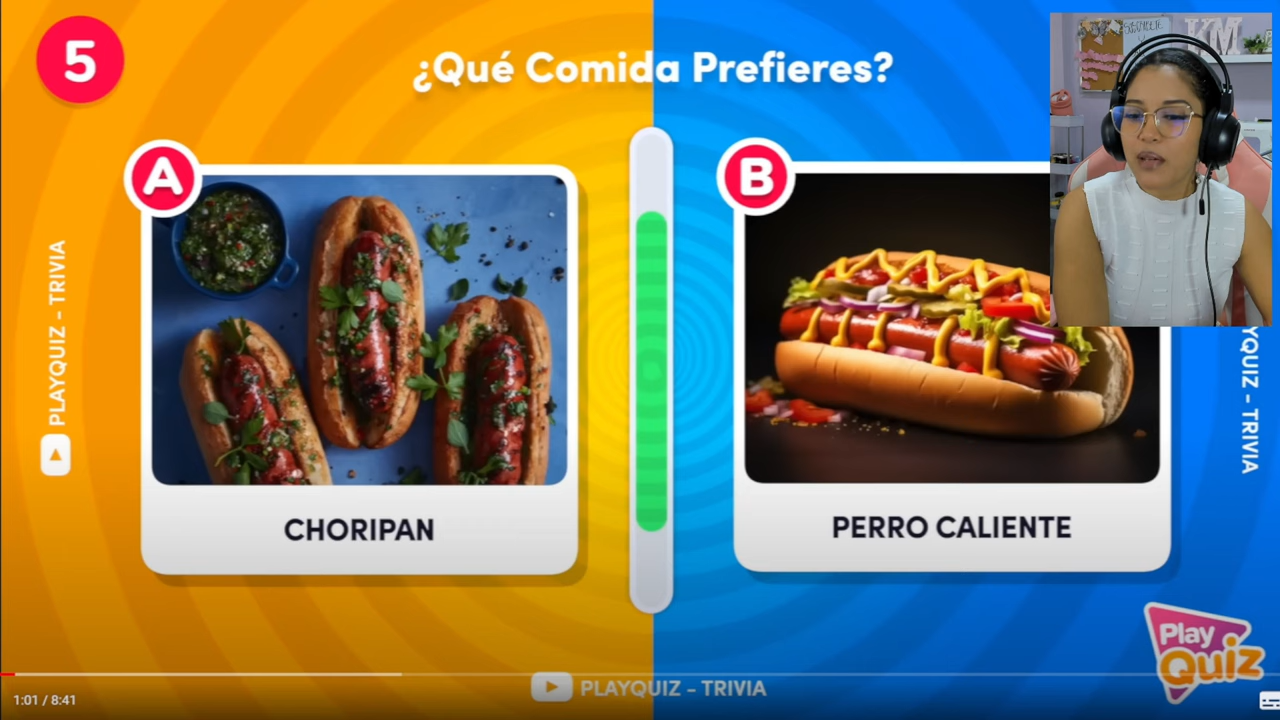 5
¿Qué Comida Prefieres?
A
B
CHORIPAN
PERRO CALIENTE
PLAYQUIZ - TRIVIA
YQUIZ - TRIVIA
KM
Play
Quiz
PLAYQUIZ - TRIVIA
1:01 / 8:41